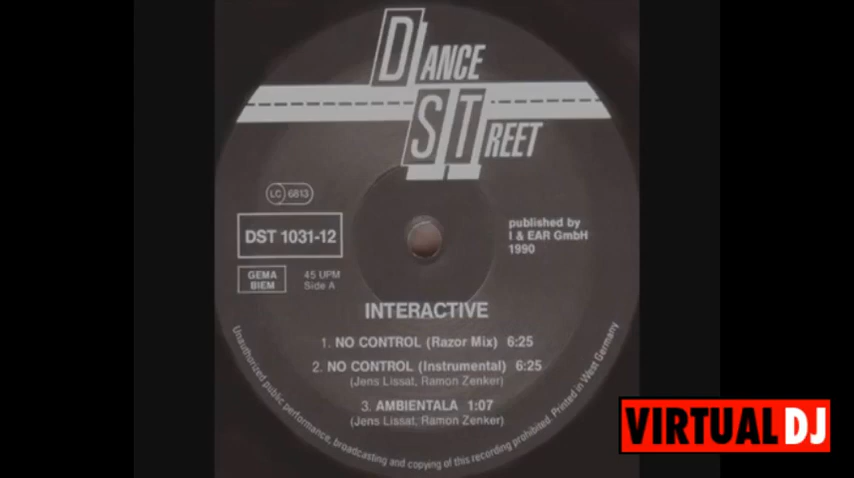 DANCE
STREET
LC 6813
DST 1031-12
published by
I & EAR GmbH
1990
GEMA
BIEM
45 UPM
Side A
INTERACTIVE
1. NO CONTROL (Razor Mix) 6:25
2. NO CONTROL (Instrumental) 6:25
(Jens Lissat, Ramon Zenker)
3. AMBIENTALA 1:07
(Jens Lissat, Ramon Zenker)
Unauthorized public performance, broadcasting and copying of this recording prohibited. Printed in West Germany
VIRTUAL DJ